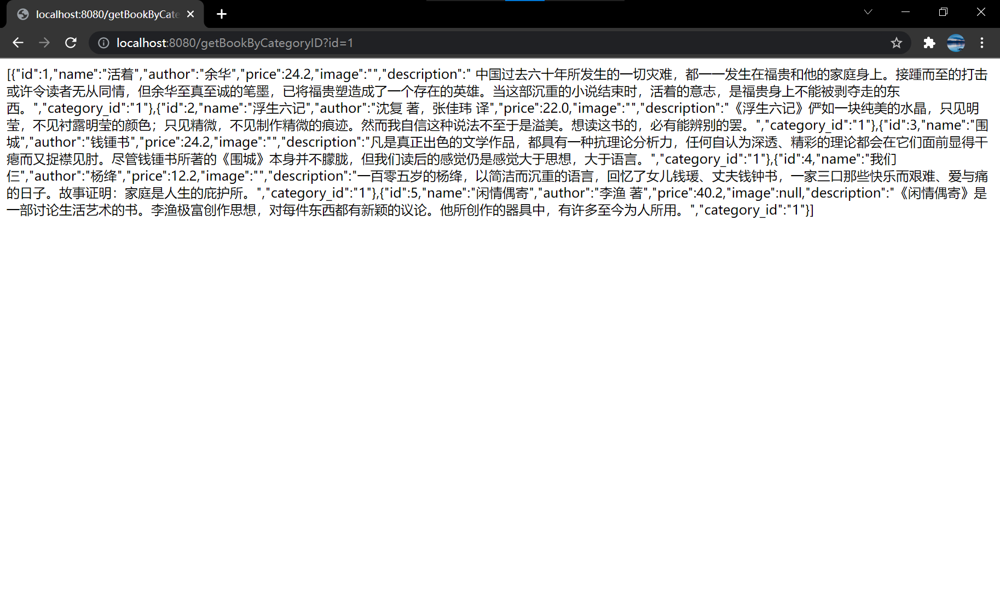 localhost:8080/getBookByCate
localhost:8080/getBookByCategoryID?id=1
[{"id":1,"name":"活着","author":"余华","price":24.2,"image":"","description":" 中国过去六十年所发生的一切灾难，都一一发生在福贵和他的家庭身上。接踵而至的打击
或许令读者无从同情，但余华至真至诚的笔墨，已将福贵塑造成了一个存在的英雄。当这部沉重的小说结束时，活着的意志，是福贵身上不能被剥夺走的东
西。","category_id":"1"},{"id":2,"name":"浮生六记","author":"沈复 著，张佳玮 译","price":22.0,"image":"","description":"《浮生六记》俨如一块纯美的水晶，只见明
莹，不见衬露明莹的颜色；只见精微，不见制作精微的痕迹。然而我自信这种说法不至于是溢美。想读这书的，必有能辨别的罢。","category_id":"1"},{"id":3,"name":"围
城","author":"钱锺书","price":24.2,"image":"","description":"凡是真正出色的文学作品，都具有一种抗理论分析力，任何自认为深透、精彩的理论都会在它们面前显得干
瘪而又捉襟见肘。尽管钱锺书所著的《围城》本身并不朦胧，但我们读后的感觉仍是感觉大于思想，大于语言。","category_id":"1"},{"id":4,"name":"我们
仨","author":"杨绛","price":12.2,"image":"","description":"一百零五岁的杨绛，以简洁而沉重的语言，回忆了女儿钱瑗、丈夫钱钟书，一家三口那些快乐而艰难、爱与痛
的日子。故事证明：家庭是人生的庇护所。","category_id":"1"},{"id":5,"name":"闲情偶寄","author":"李渔 著","price":40.2,"image":null,"description":"《闲情偶寄》是
一部讨论生活艺术的书。李渔极富创作思想，对每件东西都有新颖的议论。他所创作的器具中，有许多至今为人所用。","category_id":"1"}]